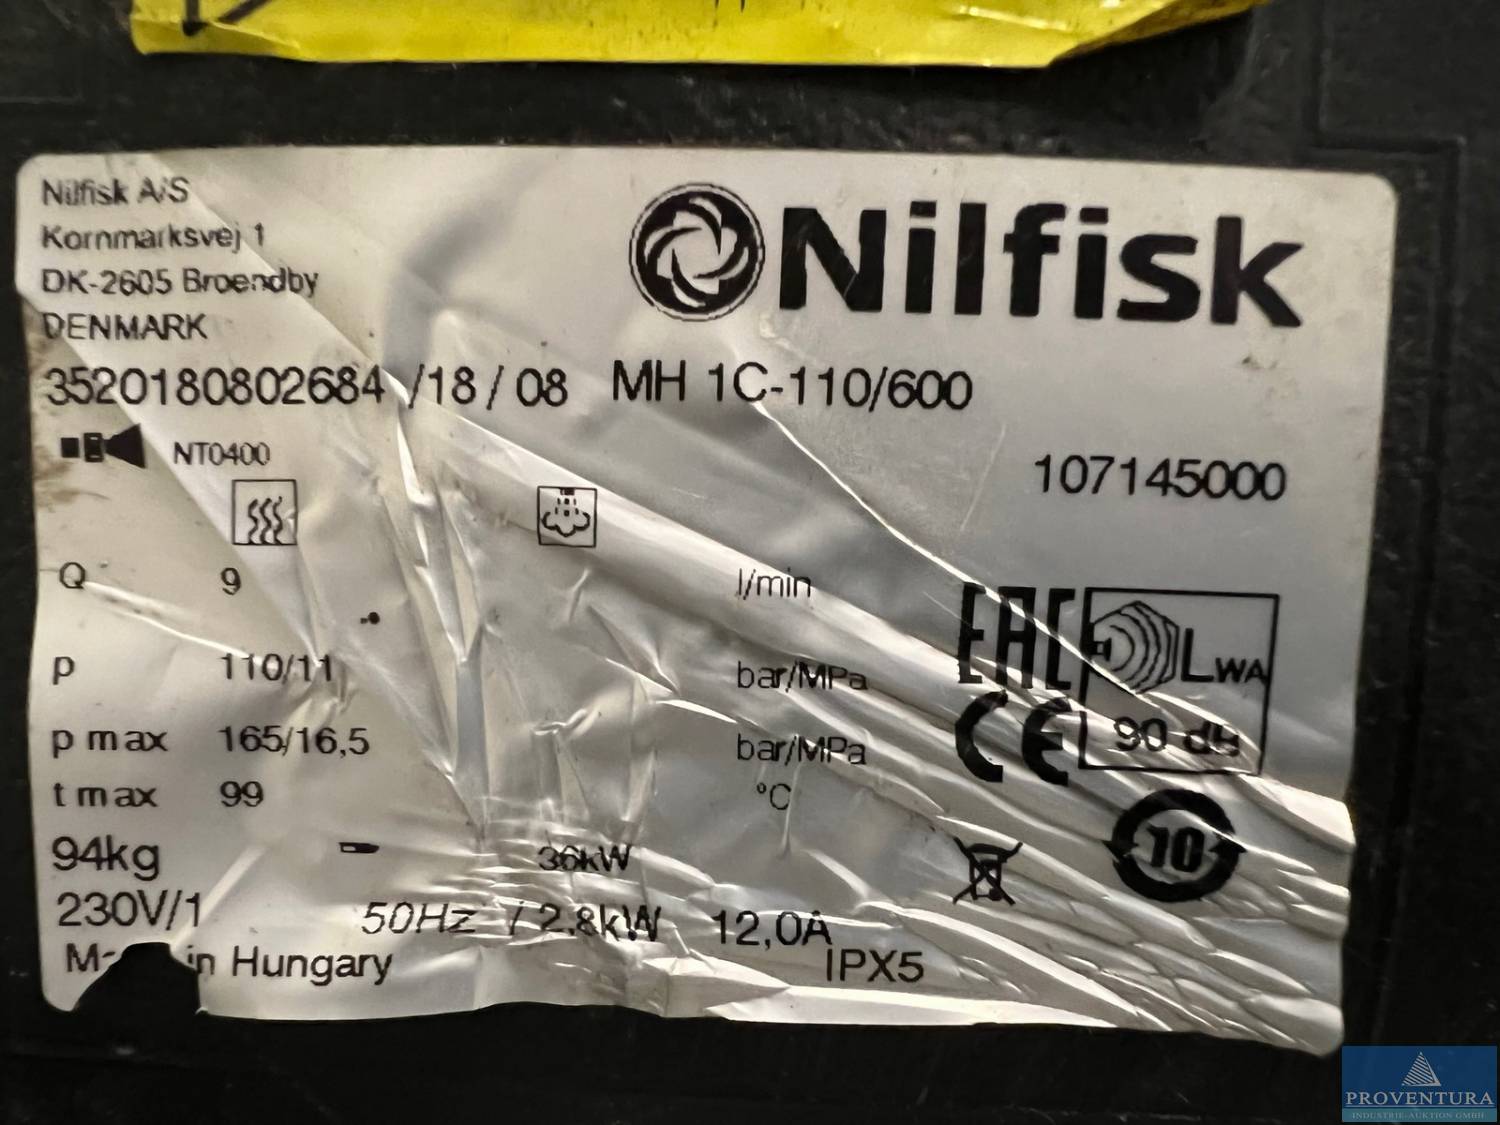 Nilfisk A/S
Kornmarksvej 1
DK-2605 Broendby
DENMARK
Nilfisk
3520180802684 /18 / 08 MH 1C-110/600
NT0400
107145000
Q 9 l/min
p 110/11 bar/MPa
p max 165/16,5 bar/MPa
t max 99 °C
EAC
CE
LWA
90 dB
10
94kg 36kW
230V/1 50Hz / 2,8kW 12,0A
in Hungary IPX5
PROVENTURA
INDUSTRIE-AUKTION GMBH